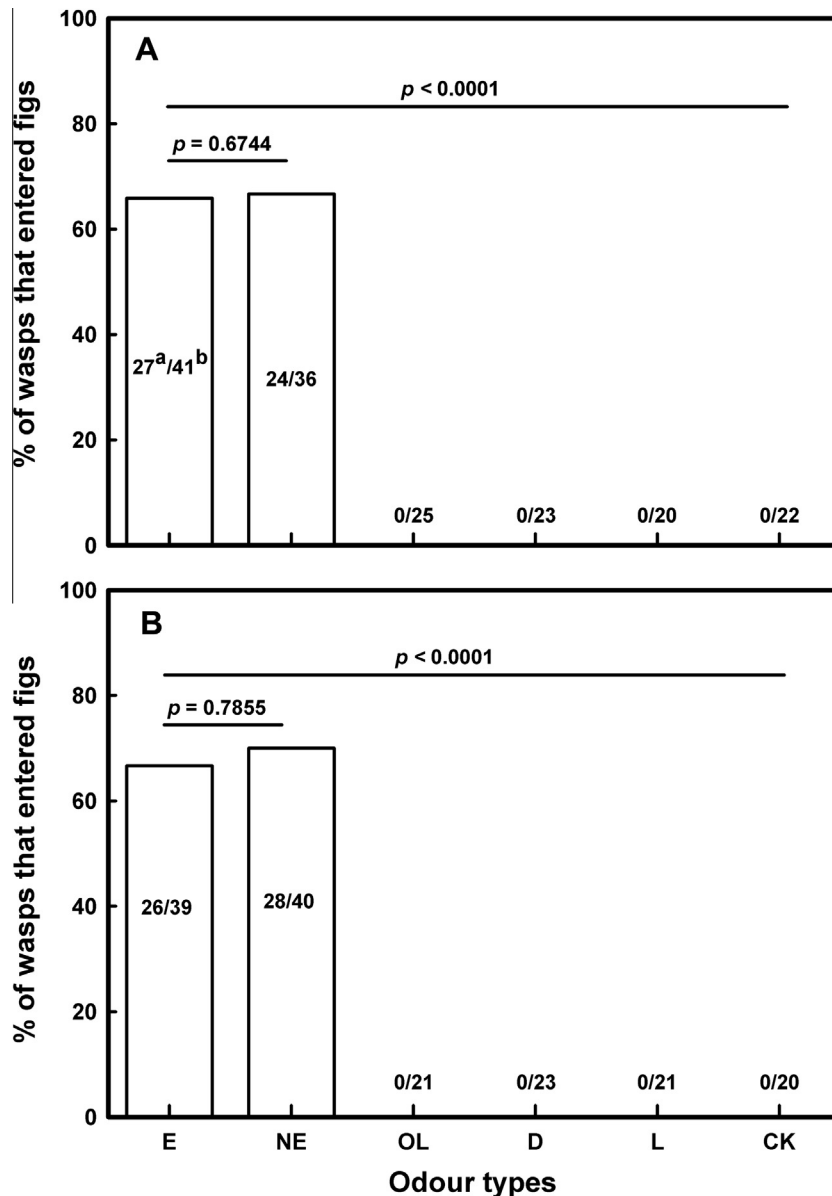 100
A
p < 0.0001
80
p = 0.6744
60
% of wasps that entered figs
40
27ᵃ/41ᵇ
24/36
20
0/25 0/23 0/20 0/22
0
100
B
p < 0.0001
80
p = 0.7855
60
% of wasps that entered figs
40
26/39
28/40
20
0/21 0/23 0/21 0/20
0
E NE OL D L CK
Odour types